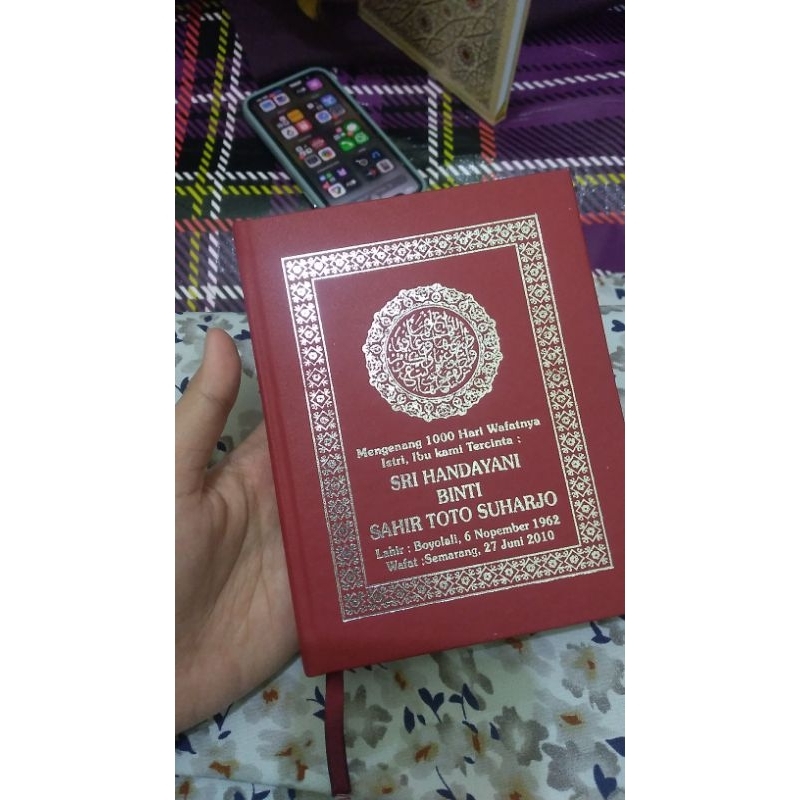 Mengenang 1000 Hari Wafatnya
Istri, Ibu kami Tercinta :
SRI HANDAYANI
BINTI
SAHIR TOTO SUHARJO
Lahir : Boyolali, 6 Nopember 1962
Wafat :Semarang, 27 Juni 2010